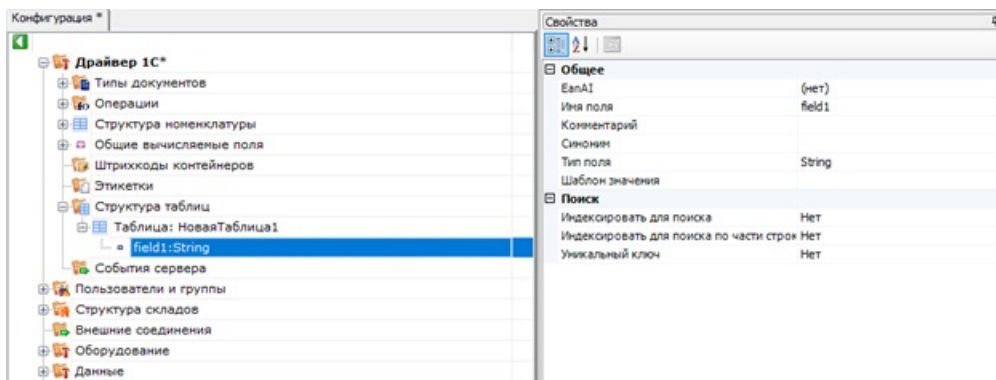 Конфигурация *
Драйвер 1С*
Типы документов
Операции
Структура номенклатуры
Общие вычисляемые поля
Штрихкоды контейнеров
Этикетки
Структура таблиц
Таблица: НоваяТаблица1
field1:String
События сервера
Пользователи и группы
Структура складов
Внешние соединения
Оборудование
Данные
Свойства
Общее
EanAI (нет)
Имя поля field1
Комментарий
Синоним
Тип поля String
Шаблон значения
Поиск
Индексировать для поиска Нет
Индексировать для поиска по части строк Нет
Уникальный ключ Нет